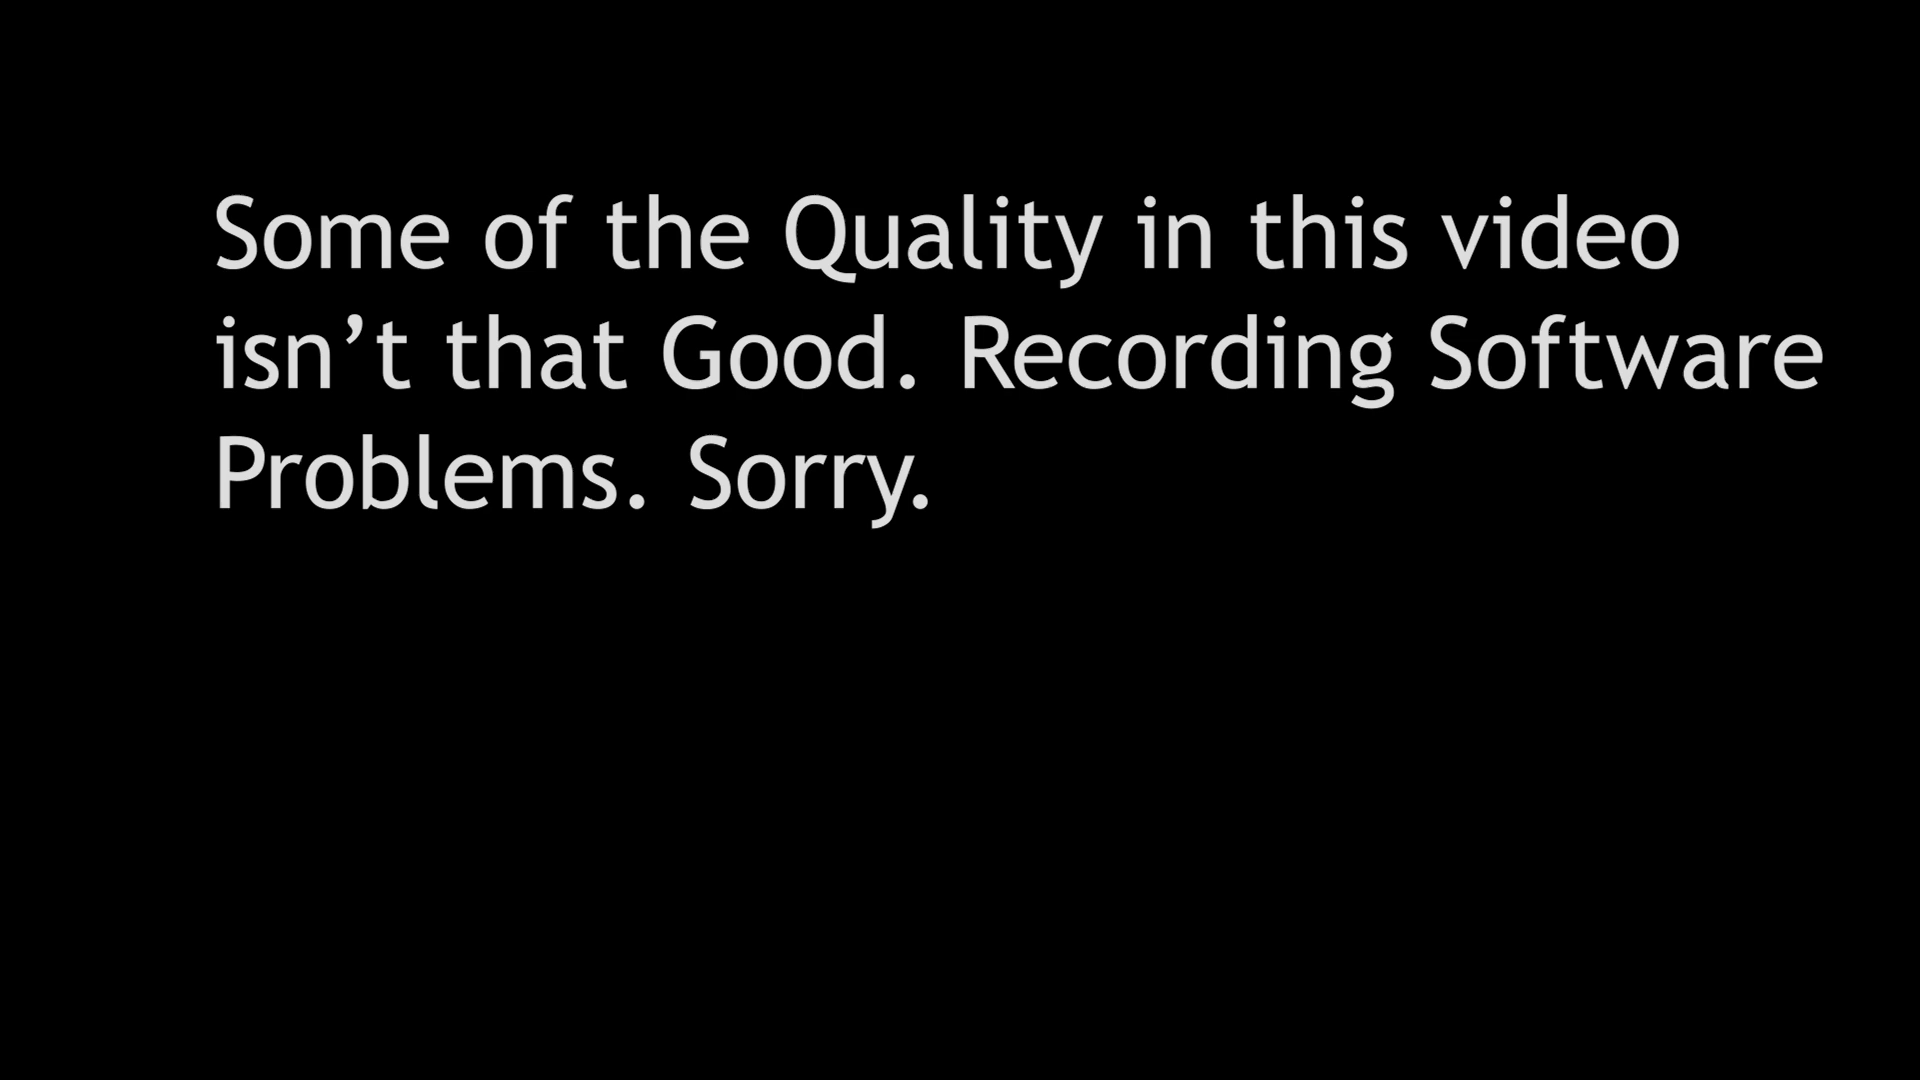 Some of the Quality in this video
isn’t that Good. Recording Software
Problems. Sorry.